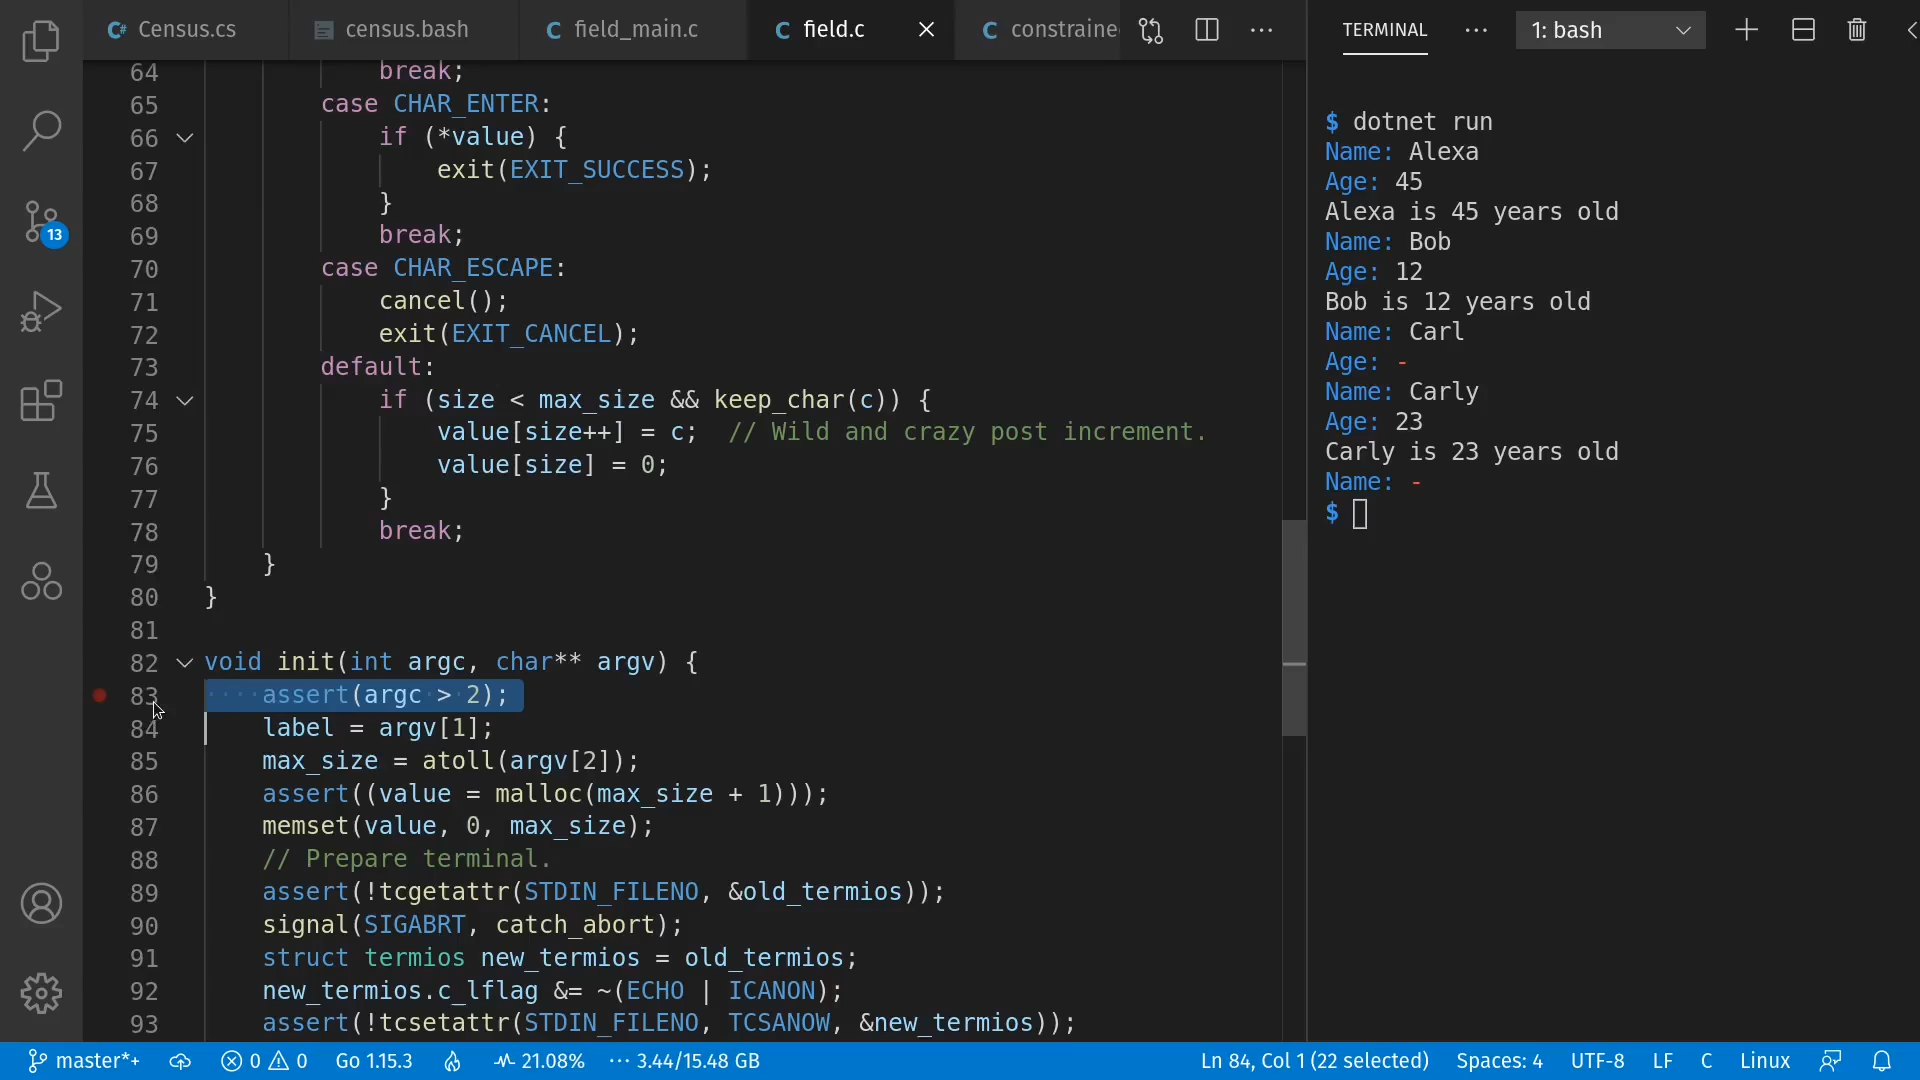 Census.cs census.bash field_main.c field.c constraine
64 break;
65 case CHAR_ENTER:
66 if (*value) {
67 exit(EXIT_SUCCESS);
68 }
69 break;
70 case CHAR_ESCAPE:
71 cancel();
72 exit(EXIT_CANCEL);
73 default:
74 if (size < max_size && keep_char(c)) {
75 value[size++] = c;  // Wild and crazy post increment.
76 value[size] = 0;
77 }
78 break;
79 }
80 }
81
82 void init(int argc, char** argv) {
83 ····assert(argc·>·2);
84 label = argv[1];
85 max_size = atoll(argv[2]);
86 assert((value = malloc(max_size + 1)));
87 memset(value, 0, max_size);
88 // Prepare terminal.
89 assert(!tcgetattr(STDIN_FILENO, &old_termios));
90 signal(SIGABRT, catch_abort);
91 struct termios new_termios = old_termios;
92 new_termios.c_lflag &= ~(ECHO | ICANON);
93 assert(!tcsetattr(STDIN_FILENO, TCSANOW, &new_termios));
TERMINAL ··· 1: bash
$ dotnet run
Name: Alexa
Age: 45
Alexa is 45 years old
Name: Bob
Age: 12
Bob is 12 years old
Name: Carl
Age: -
Name: Carly
Age: 23
Carly is 23 years old
Name: -
$
13
master*+ 0 0 Go 1.15.3 21.08% ··· 3.44/15.48 GB Ln 84, Col 1 (22 selected) Spaces: 4 UTF-8 LF C Linux